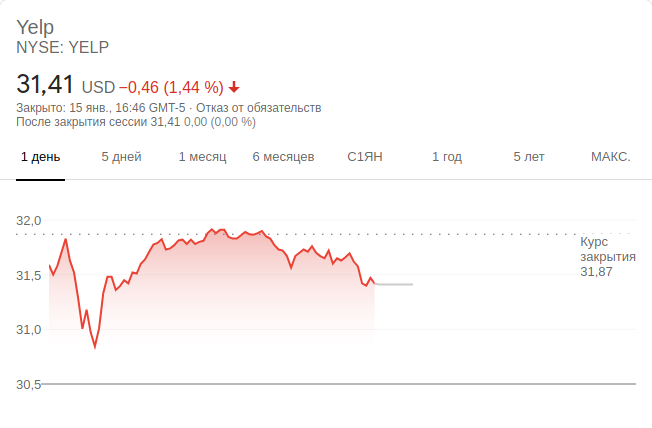 Yelp
NYSE: YELP
31,41 USD −0,46 (1,44 %)
Закрыто: 15 янв., 16:46 GMT-5 · Отказ от обязательств
После закрытия сессии 31,41 0,00 (0,00 %)
1 день 5 дней 1 месяц 6 месяцев С1ЯН 1 год 5 лет МАКС.
32,0
Курс
закрытия
31,87
31,5
31,0
30,5